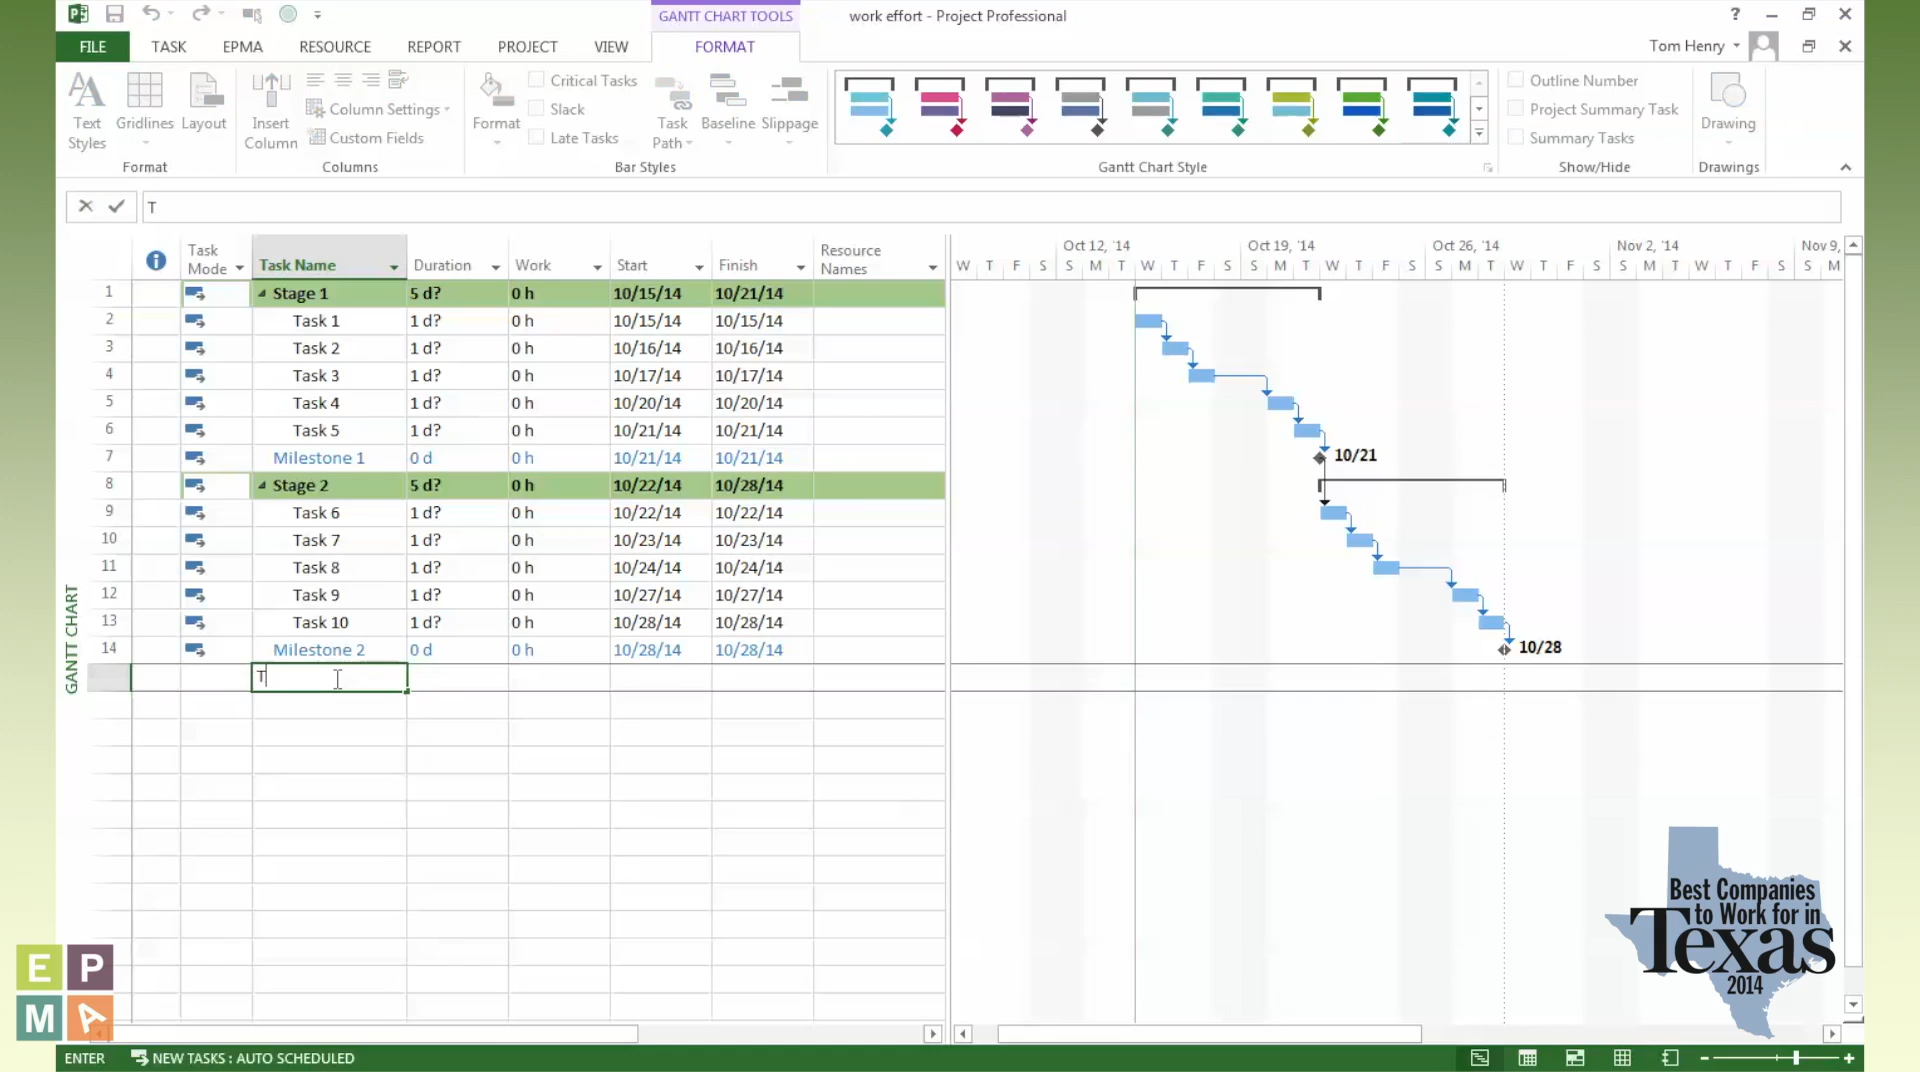 GANTT CHART TOOLS
work effort - Project Professional
?
FILE TASK EPMA RESOURCE REPORT PROJECT VIEW FORMAT
Tom Henry
Text Styles
Gridlines
Layout
Format
Insert Column
Column Settings
Custom Fields
Columns
Format
Critical Tasks
Slack
Late Tasks
Task Path
Baseline
Slippage
Bar Styles
Gantt Chart Style
Outline Number
Project Summary Task
Summary Tasks
Show/Hide
Drawing
Drawings
T
Task Mode Task Name Duration Work Start Finish Resource Names
Oct 12, '14 Oct 19, '14 Oct 26, '14 Nov 2, '14 Nov 9,
W T F S S M T W T F S S M T W T F S S M T W T F S S M T W T F S S M
1 Stage 1 5 d? 0 h 10/15/14 10/21/14
2 Task 1 1 d? 0 h 10/15/14 10/15/14
3 Task 2 1 d? 0 h 10/16/14 10/16/14
4 Task 3 1 d? 0 h 10/17/14 10/17/14
5 Task 4 1 d? 0 h 10/20/14 10/20/14
6 Task 5 1 d? 0 h 10/21/14 10/21/14
7 Milestone 1 0 d 0 h 10/21/14 10/21/14 10/21
8 Stage 2 5 d? 0 h 10/22/14 10/28/14
9 Task 6 1 d? 0 h 10/22/14 10/22/14
10 Task 7 1 d? 0 h 10/23/14 10/23/14
11 Task 8 1 d? 0 h 10/24/14 10/24/14
12 Task 9 1 d? 0 h 10/27/14 10/27/14
13 Task 10 1 d? 0 h 10/28/14 10/28/14
14 Milestone 2 0 d 0 h 10/28/14 10/28/14 10/28
T
GANTT CHART
Best Companies
to Work for in
Texas
2014
E P
M A
ENTER NEW TASKS : AUTO SCHEDULED